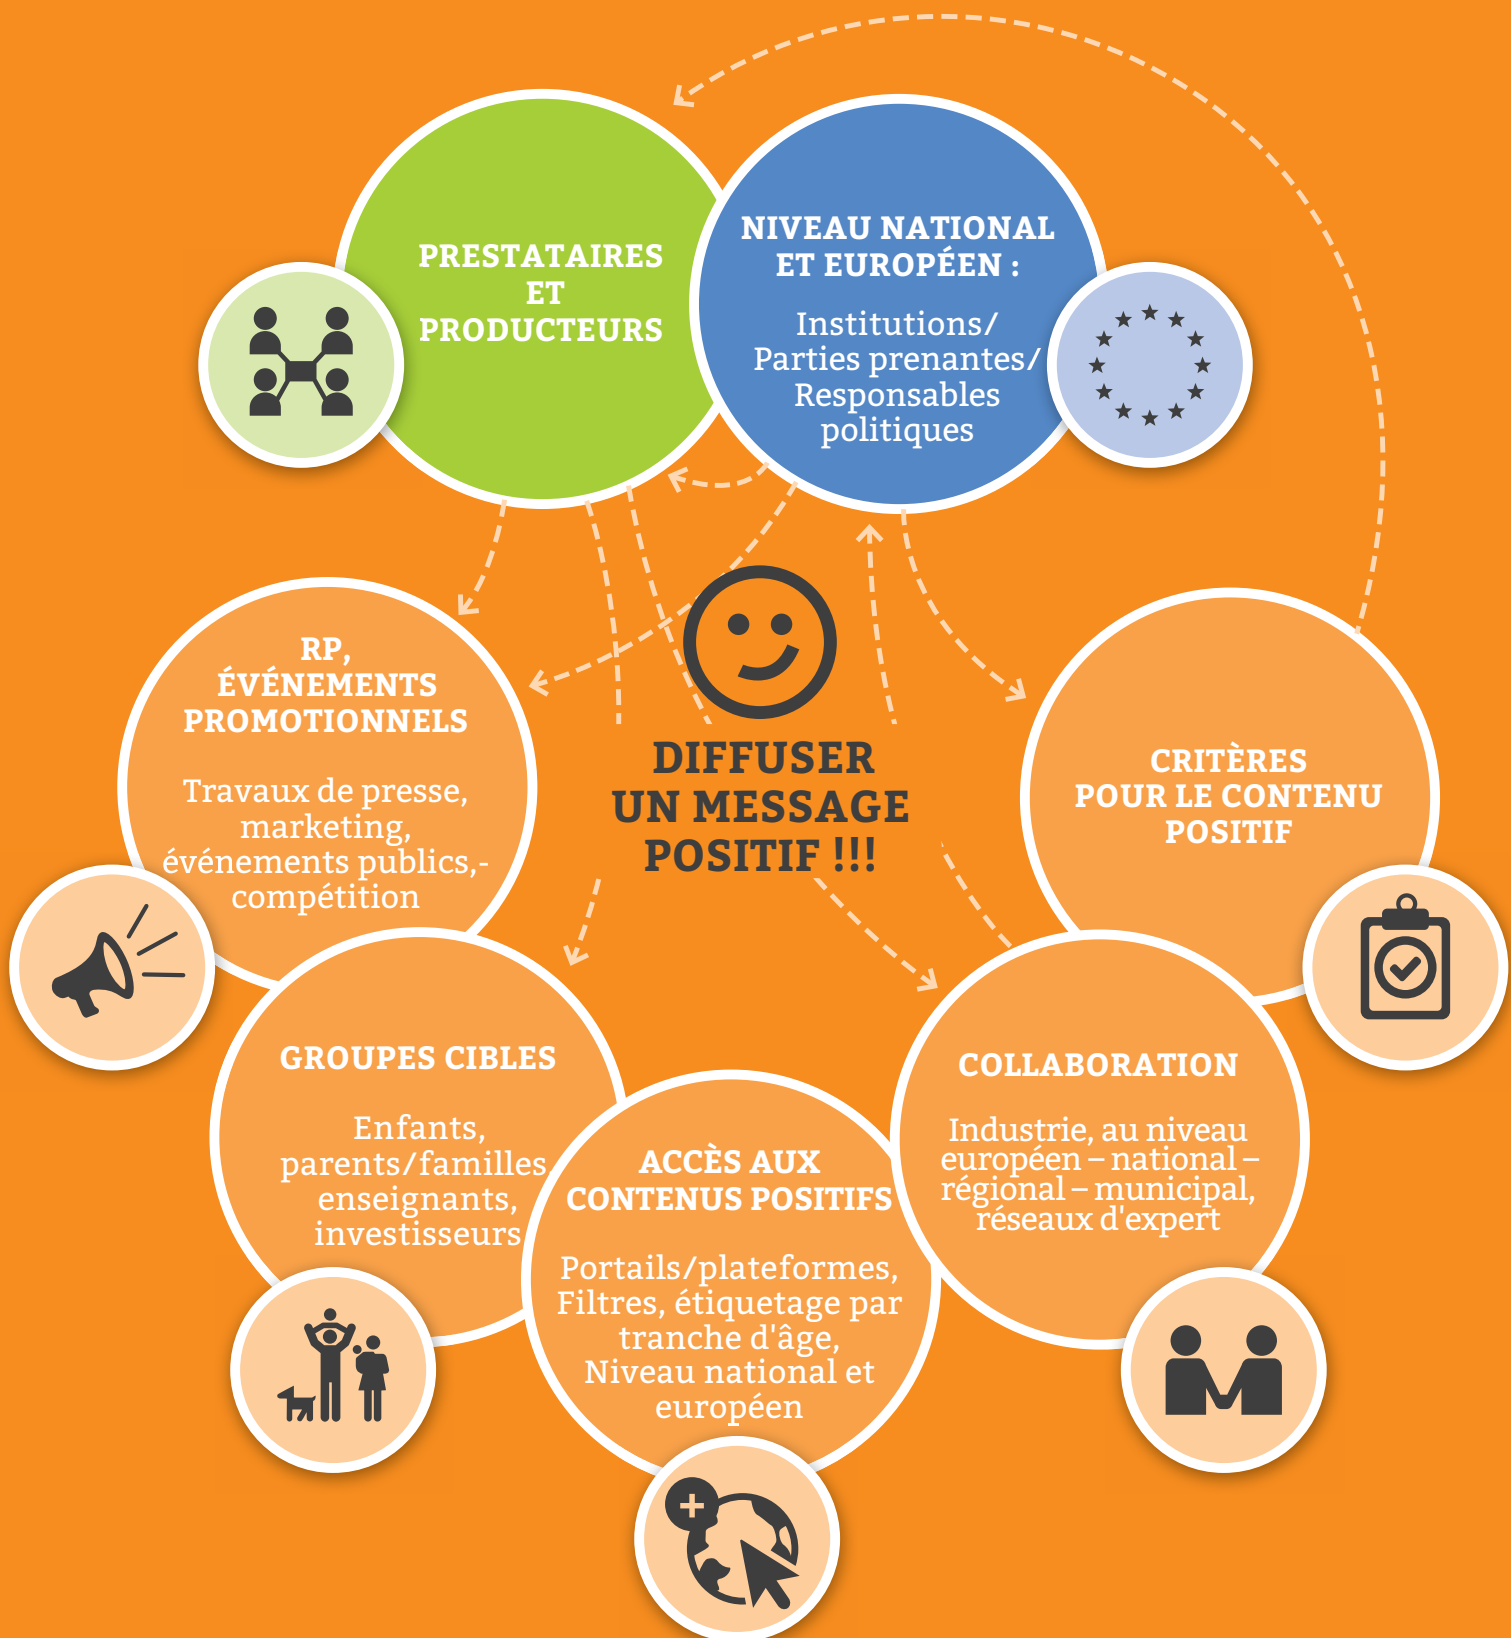 PRESTATAIRES
ET
PRODUCTEURS
NIVEAU NATIONAL
ET EUROPÉEN :
Institutions/
Parties prenantes/
Responsables
politiques
RP,
ÉVÉNEMENTS
PROMOTIONNELS
Travaux de presse,
marketing,
événements publics,-
compétition
DIFFUSER
UN MESSAGE
POSITIF !!!
CRITÈRES
POUR LE CONTENU
POSITIF
GROUPES CIBLES
Enfants,
parents/familles
enseignants,
investisseurs
ACCÈS AUX
CONTENUS POSITIFS
Portails/plateformes,
Filtres, étiquetage par
tranche d'âge,
Niveau national et
européen
COLLABORATION
Industrie, au niveau
européen – national –
régional – municipal,
réseaux d'expert